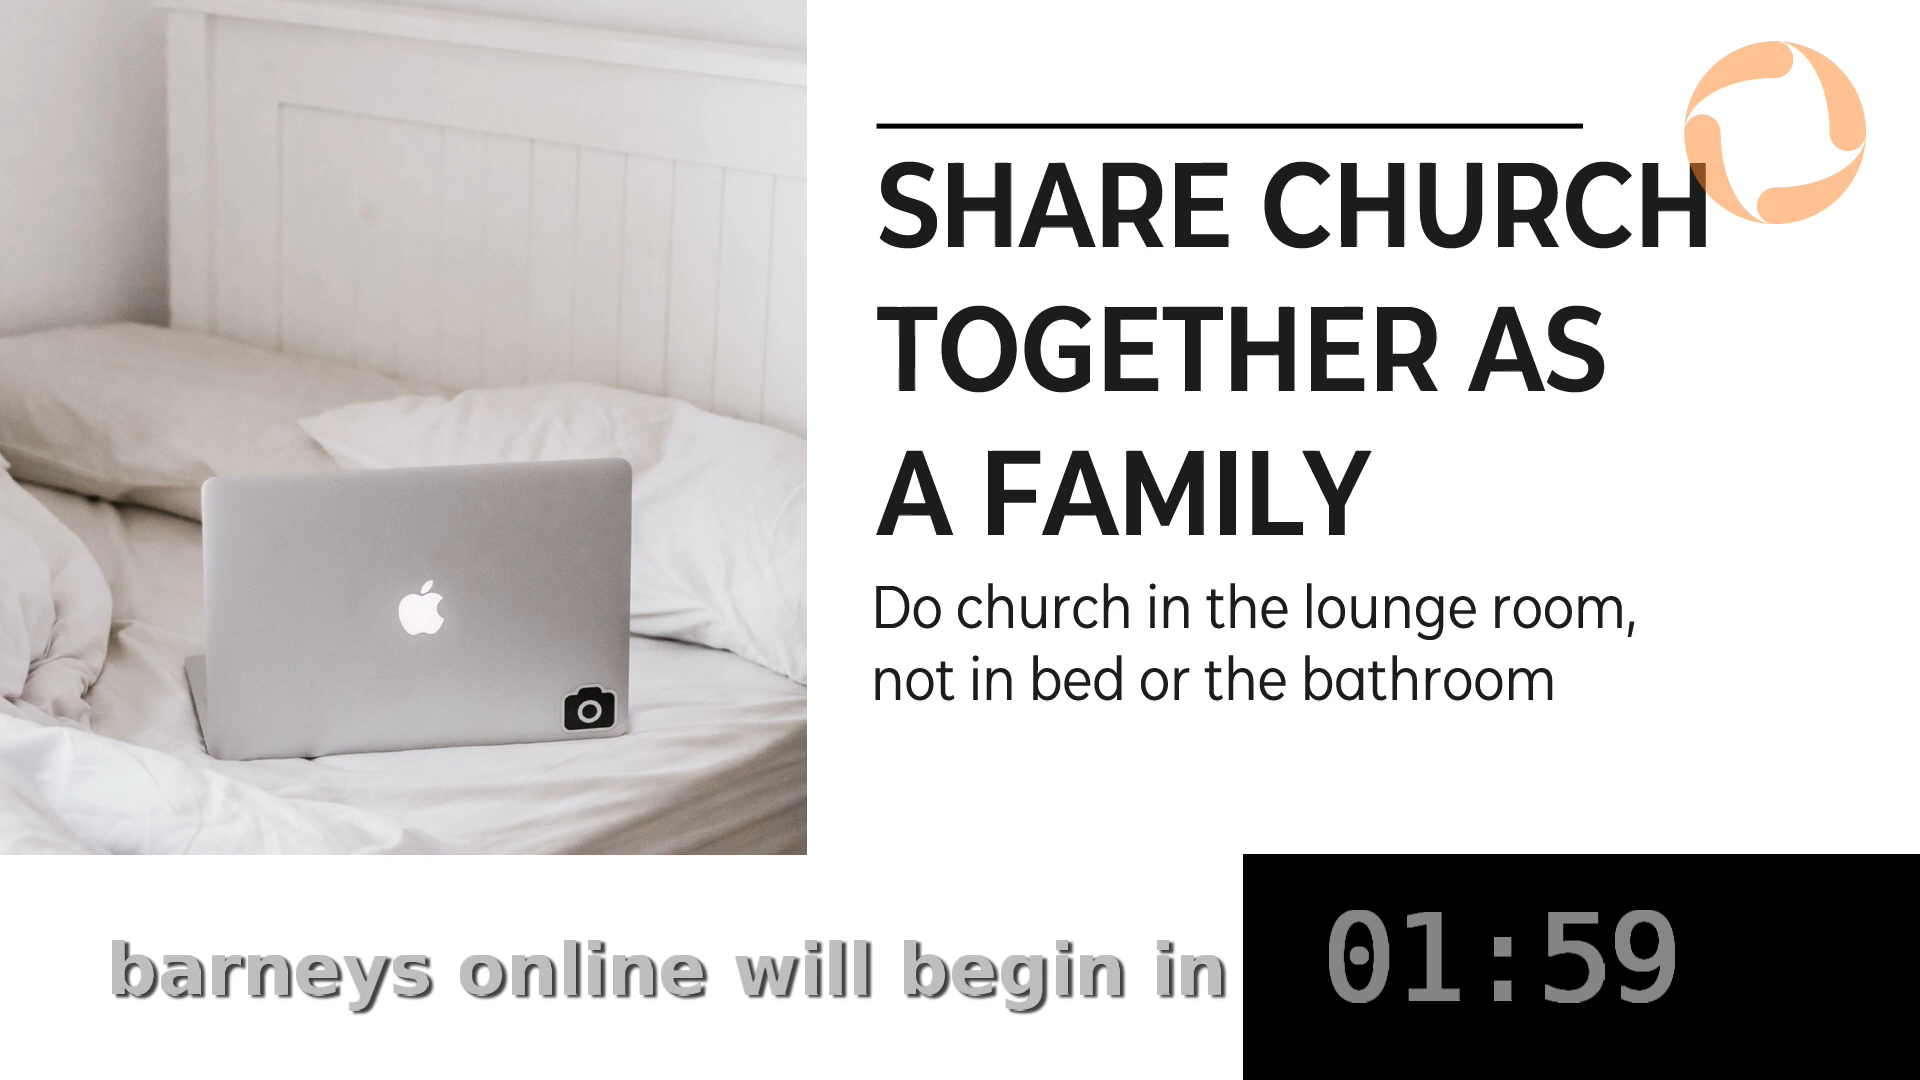 SHARE CHURCH
TOGETHER AS
A FAMILY
Do church in the lounge room,
not in bed or the bathroom
barneys online will begin in
01:59